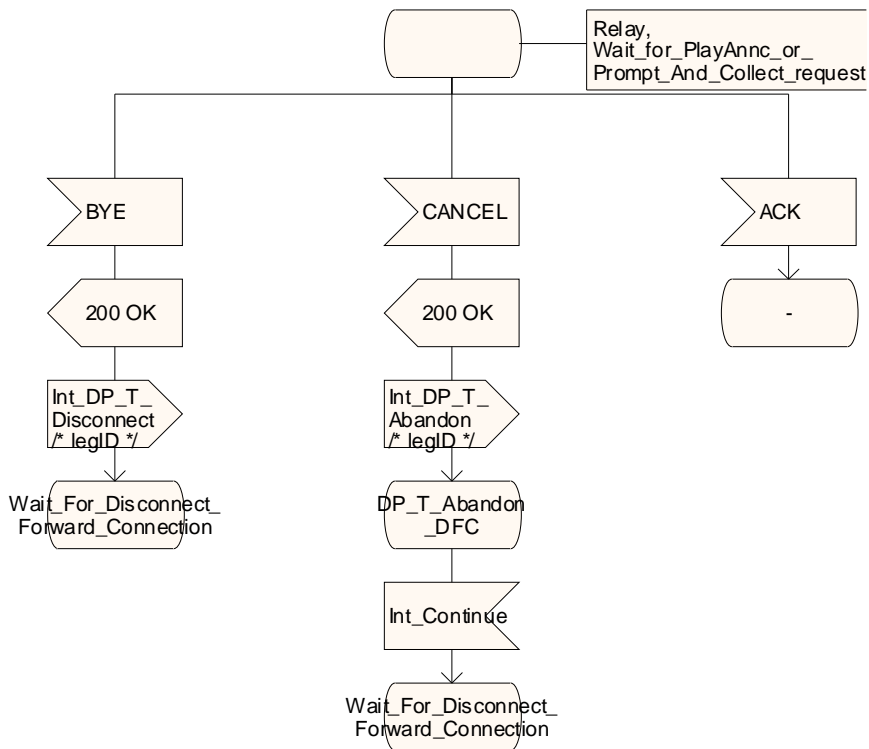 Relay,
Wait_for_PlayAnnc_or_
Prompt_And_Collect_request
BYE
CANCEL
ACK
200 OK
200 OK
-
Int_DP_T_
Disconnect
/* legID */
Int_DP_T_
Abandon
/* legID */
Wait_For_Disconnect_
Forward_Connection
DP_T_Abandon
_DFC
Int_Continue
Wait_For_Disconnect_
Forward_Connection